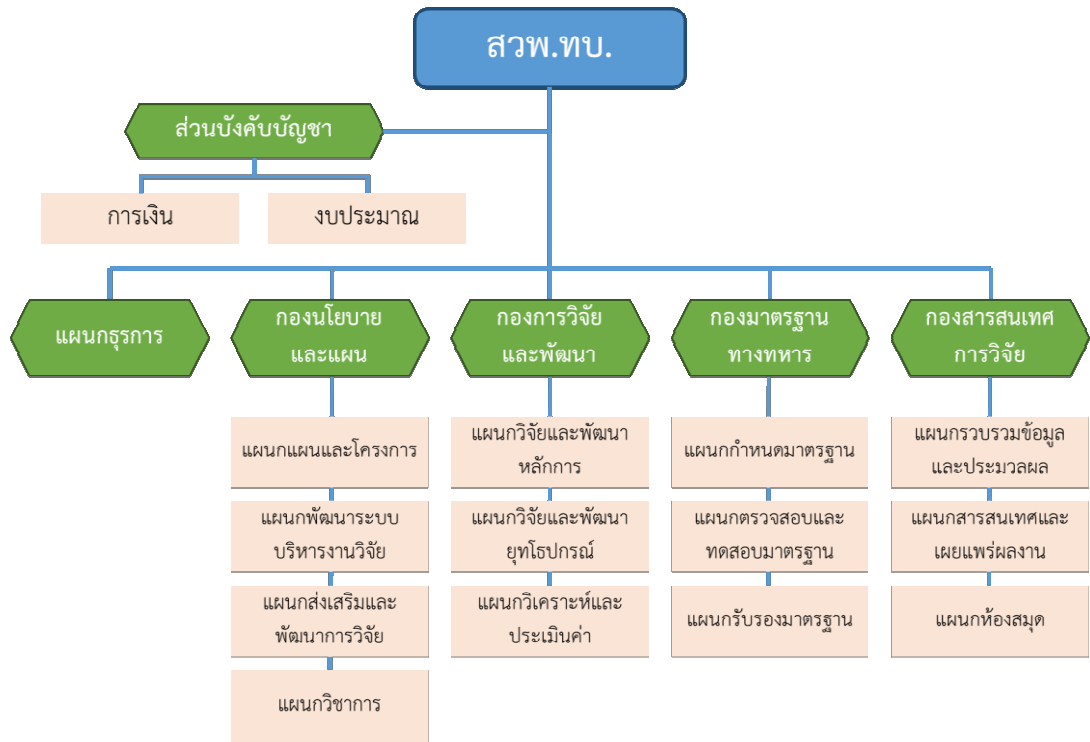 สวพ.ทบ.
ส่วนบังคับบัญชา
การเงิน
งบประมาณ
แผนกธุรการ
กองนโยบาย
และแผน
กองการวิจัย
และพัฒนา
กองมาตรฐาน
ทางทหาร
กองสารสนเทศ
การวิจัย
แผนกแผนและโครงการ
แผนกพัฒนาระบบ
บริหารงานวิจัย
แผนกส่งเสริมและ
พัฒนาการวิจัย
แผนกวิชาการ
แผนกวิจัยและพัฒนา
หลักการ
แผนกวิจัยและพัฒนา
ยุทโธปกรณ์
แผนกวิเคราะห์และ
ประเมินค่า
แผนกกำหนดมาตรฐาน
แผนกตรวจสอบและ
ทดสอบมาตรฐาน
แผนกรับรองมาตรฐาน
แผนกรวบรวมข้อมูล
และประมวลผล
แผนกสารสนเทศและ
เผยแพร่ผลงาน
แผนกห้องสมุด